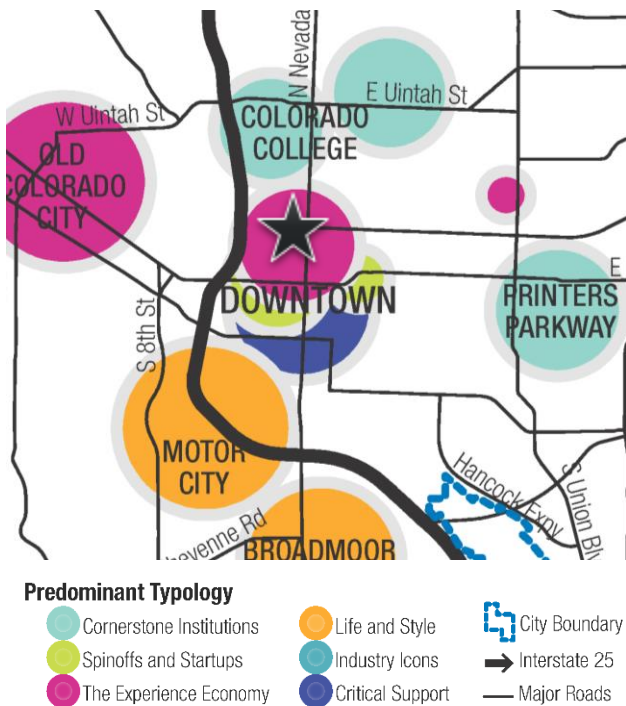 N Nevada
E Uintah St
W Uintah St
COLORADO
COLLEGE
OLD
COLORADO
CITY
E
DOWNTOWN
PRINTERS
PARKWAY
S 8th St
MOTOR
CITY
Hancock Expy
S Union Blv
heyenne Rd
BROADMOOR
Predominant Typology
Cornerstone Institutions
Life and Style
City Boundary
Spinoffs and Startups
Industry Icons
Interstate 25
The Experience Economy
Critical Support
Major Roads